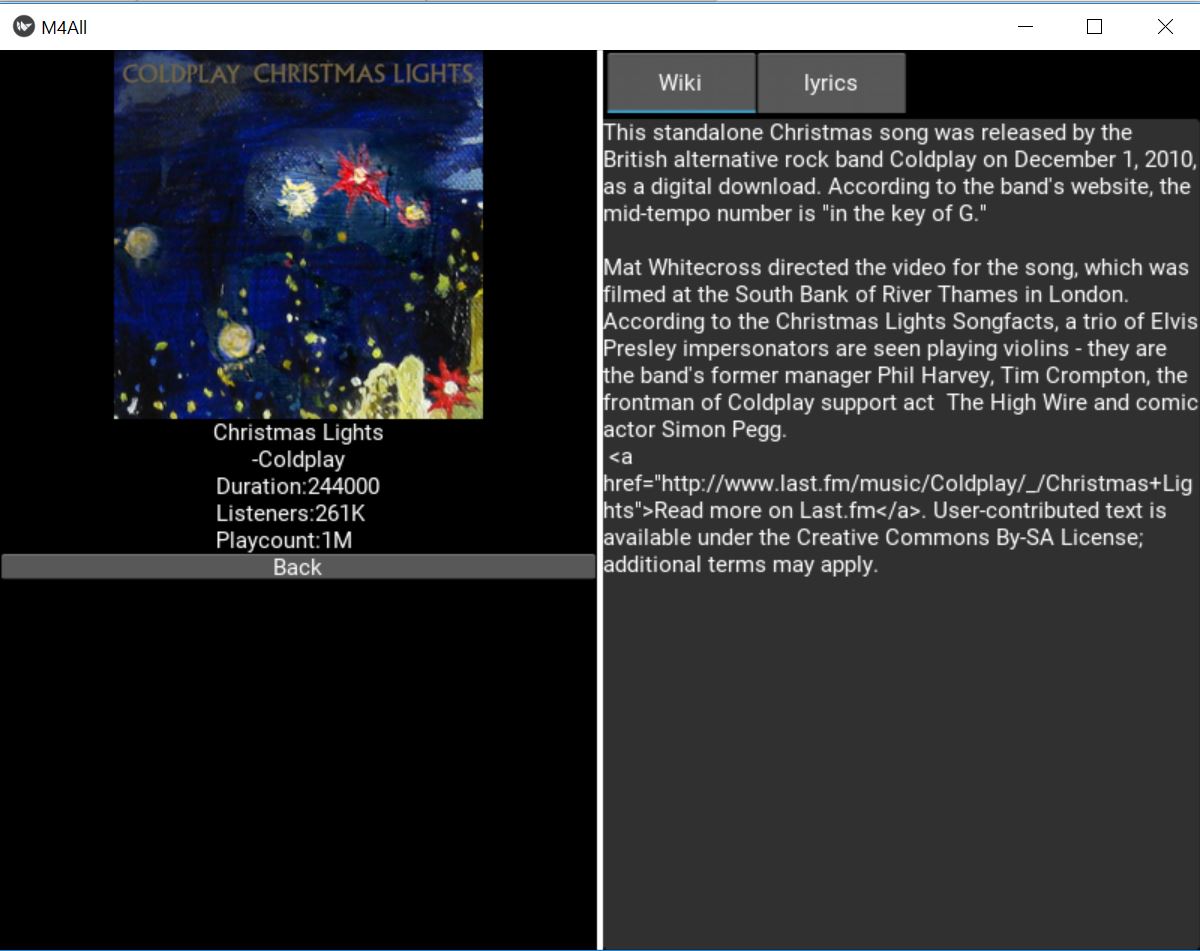 M4All
COLDPLAY CHRISTMAS LIGHTS
Christmas Lights
-Coldplay
Duration:244000
Listeners:261K
Playcount:1M
Back
Wiki
lyrics
This standalone Christmas song was released by the
British alternative rock band Coldplay on December 1, 2010,
as a digital download. According to the band's website, the
mid-tempo number is "in the key of G."
Mat Whitecross directed the video for the song, which was
filmed at the South Bank of River Thames in London.
According to the Christmas Lights Songfacts, a trio of Elvis
Presley impersonators are seen playing violins - they are
the band's former manager Phil Harvey, Tim Crompton, the
frontman of Coldplay support act  The High Wire and comic
actor Simon Pegg.
<a
href="http://www.last.fm/music/Coldplay/_/Christmas+Lig
hts">Read more on Last.fm</a>. User-contributed text is
available under the Creative Commons By-SA License;
additional terms may apply.